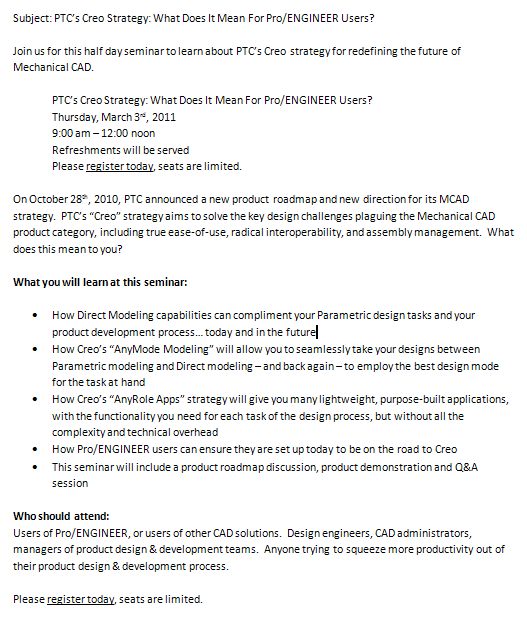 Subject: PTC's Creo Strategy: What Does It Mean For Pro/ENGINEER Users?
Join us for this half day seminar to learn about PTC's Creo strategy for redefining the future of
Mechanical CAD.
PTC's Creo Strategy: What Does It Mean For Pro/ENGINEER Users?
Thursday, March 3rd, 2011
9:00 am – 12:00 noon
Refreshments will be served
Please register today, seats are limited.
On October 28th, 2010, PTC announced a new product roadmap and new direction for its MCAD
strategy. PTC's "Creo" strategy aims to solve the key design challenges plaguing the Mechanical CAD
product category, including true ease-of-use, radical interoperability, and assembly management. What
does this mean to you?
What you will learn at this seminar:
• How Direct Modeling capabilities can compliment your Parametric design tasks and your
product development process... today and in the future
• How Creo's "AnyMode Modeling" will allow you to seamlessly take your designs between
Parametric modeling and Direct modeling – and back again – to employ the best design mode
for the task at hand
• How Creo's "AnyRole Apps" strategy will give you many lightweight, purpose-built applications,
with the functionality you need for each task of the design process, but without all the
complexity and technical overhead
• How Pro/ENGINEER users can ensure they are set up today to be on the road to Creo
• This seminar will include a product roadmap discussion, product demonstration and Q&A
session
Who should attend:
Users of Pro/ENGINEER, or users of other CAD solutions. Design engineers, CAD administrators,
managers of product design & development teams. Anyone trying to squeeze more productivity out of
their product design & development process.
Please register today, seats are limited.